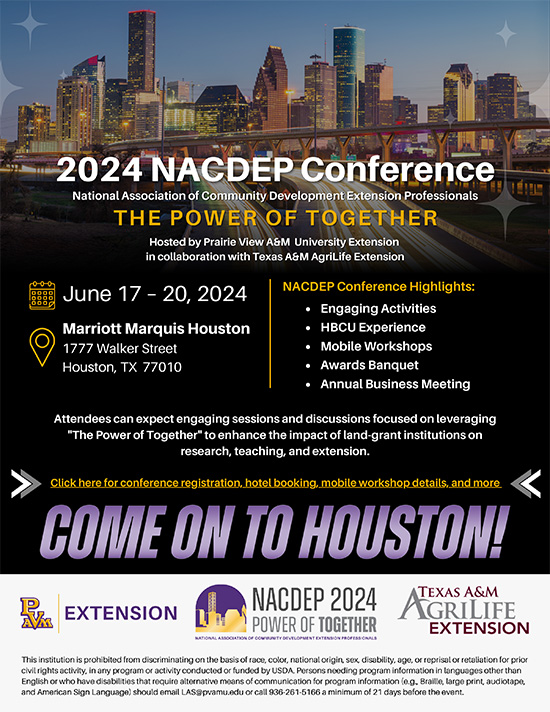 2024 NACDEP Conference
National Association of Community Development Extension Professionals
THE POWER OF TOGETHER
Hosted by Prairie View A&M University Extension
in collaboration with Texas A&M AgriLife Extension
June 17 – 20, 2024
Marriott Marquis Houston
1777 Walker Street
Houston, TX 77010
NACDEP Conference Highlights:
• Engaging Activities
• HBCU Experience
• Mobile Workshops
• Awards Banquet
• Annual Business Meeting
Attendees can expect engaging sessions and discussions focused on leveraging
"The Power of Together" to enhance the impact of land-grant institutions on
research, teaching, and extension.
Click here for conference registration, hotel booking, mobile workshop details, and more
COME ON TO HOUSTON!
PVAMU
EXTENSION
NACDEP 2024
POWER OF TOGETHER
NATIONAL ASSOCIATION OF COMMUNITY DEVELOPMENT EXTENSION PROFESSIONALS
TEXAS A&M
AGRILIFE
EXTENSION
This institution is prohibited from discriminating on the basis of race, color, national origin, sex, disability, age, or reprisal or retaliation for prior
civil rights activity, in any program or activity conducted or funded by USDA. Persons needing program information in languages other than
English or who have disabilities that require alternative means of communication for program information (e.g., Braille, large print, audiotape,
and American Sign Language) should email LAS@pvamu.edu or call 936-261-5166 a minimum of 21 days before the event.